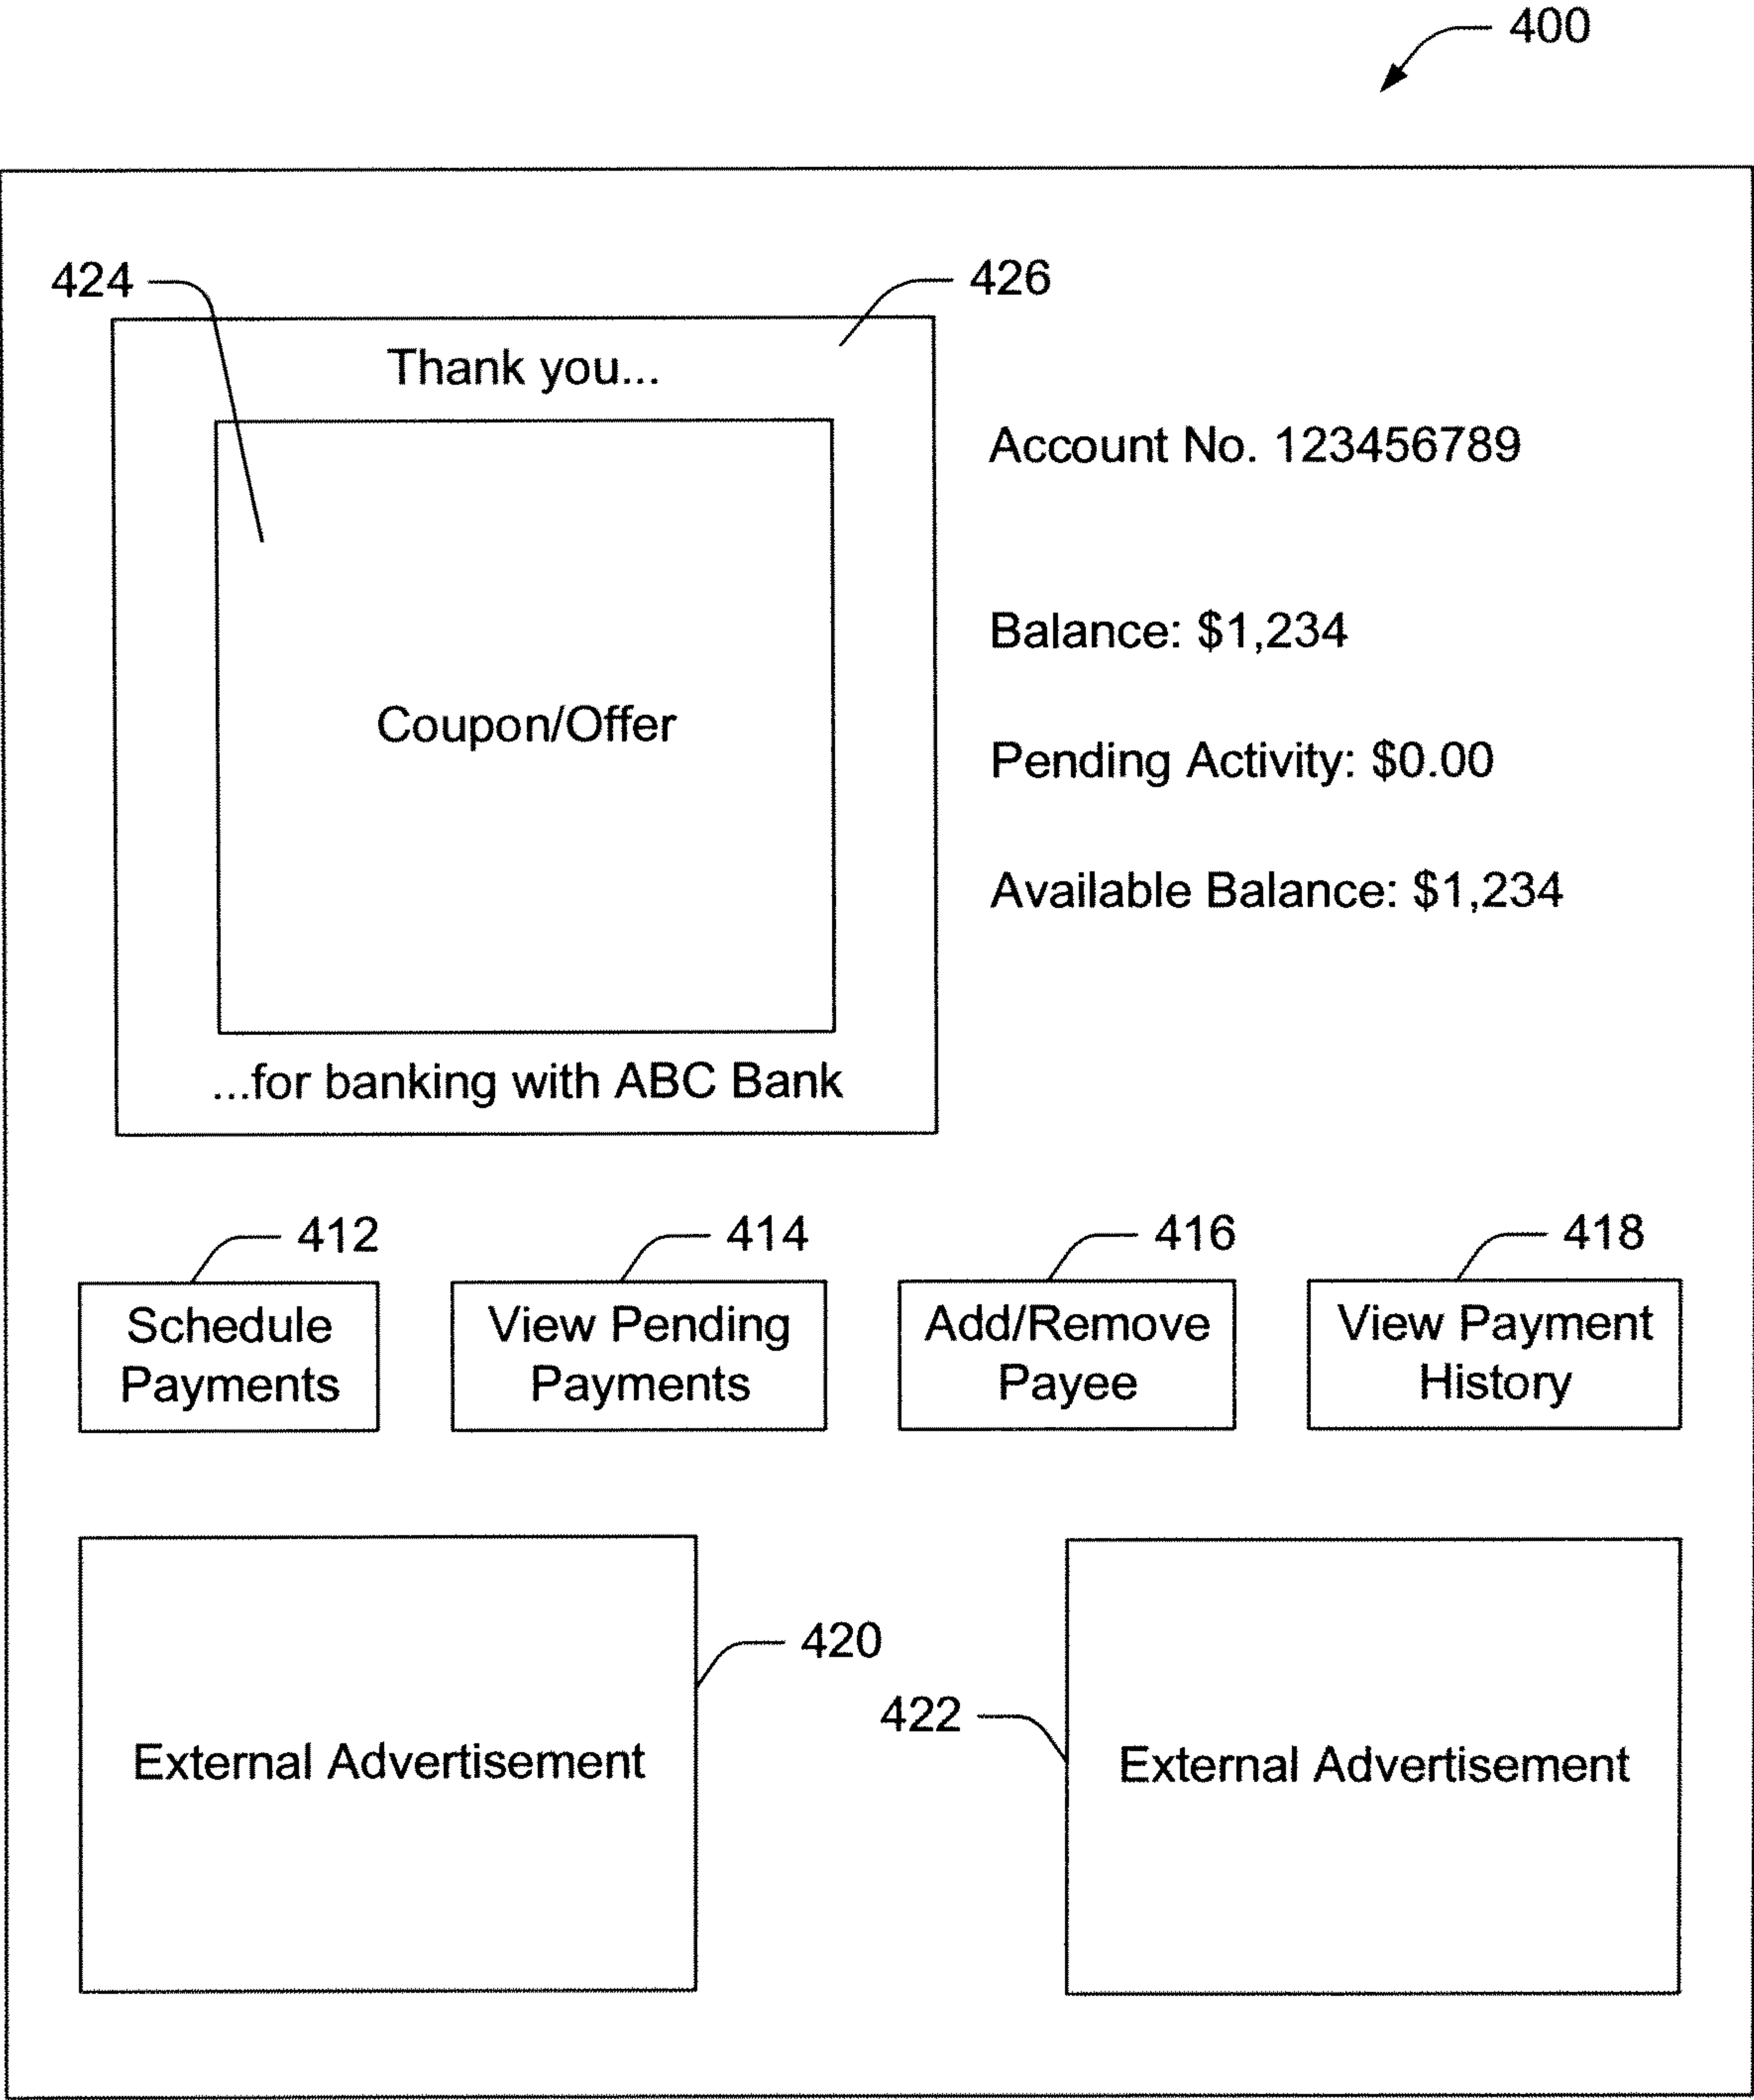 400
424
426
Thank you...
Account No. 123456789
Balance: $1,234
Coupon/Offer
Pending Activity: $0.00
Available Balance: $1,234
...for banking with ABC Bank
412
414
416
418
Schedule
Payments
View Pending
Payments
Add/Remove
Payee
View Payment
History
420
422
External Advertisement
External Advertisement